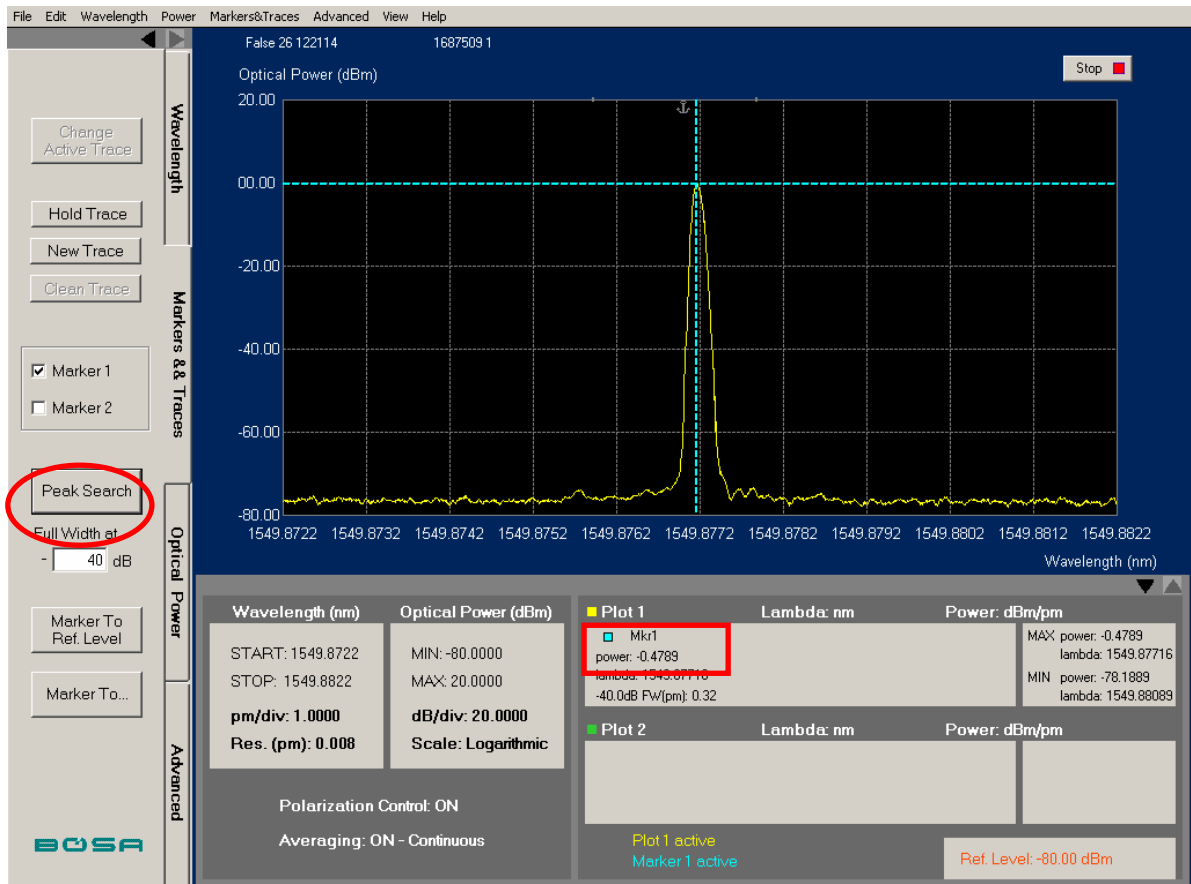 File Edit Wavelength Power Markers&Traces Advanced View Help
False 26 122114 1687509 1
Optical Power (dBm)
Stop
Change
Active Trace
Hold Trace
New Trace
Clean Trace
Marker 1
Marker 2
Peak Search
Full Width at
- 40 dB
Marker To
Ref. Level
Marker To...
BOSA
Wavelength
Markers && Traces
Optical Power
Advanced
20.00
00.00
-20.00
-40.00
-60.00
-80.00
1549.8722 1549.8732 1549.8742 1549.8752 1549.8762 1549.8772 1549.8782 1549.8792 1549.8802 1549.8812 1549.8822
Wavelength (nm)
Wavelength (nm)
START: 1549.8722
STOP: 1549.8822
pm/div: 1.0000
Res. (pm): 0.008
Optical Power (dBm)
MIN: -80.0000
MAX: 20.0000
dB/div: 20.0000
Scale: Logarithmic
Polarization Control: ON
Averaging: ON - Continuous
Plot 1 Lambda: nm Power: dBm/pm
Mkr1
power: -0.4789
lambda: 1549.87716
-40.0dB FW(pm): 0.32
MAX power: -0.4789
lambda: 1549.87716
MIN power: -78.1889
lambda: 1549.88089
Plot 2 Lambda: nm Power: dBm/pm
Plot 1 active
Marker 1 active
Ref. Level: -80.00 dBm